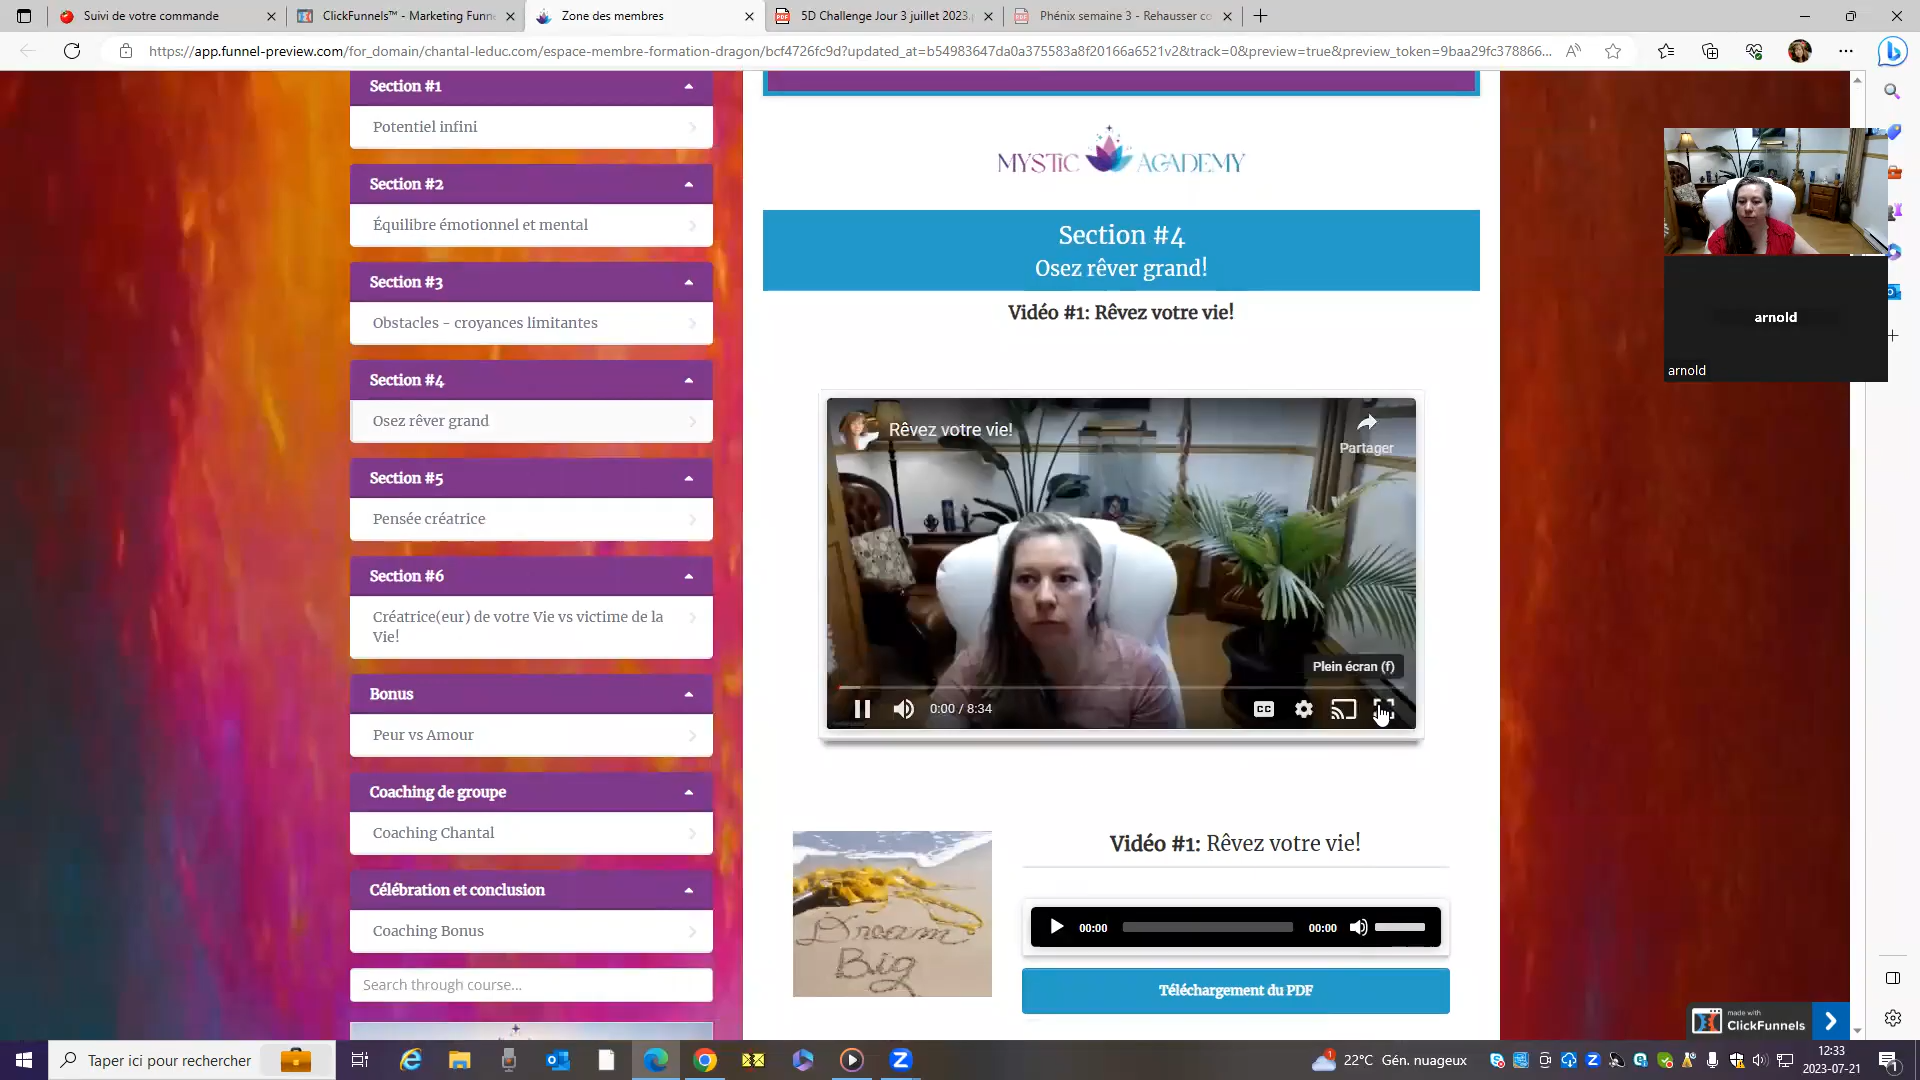 Suivi de votre commande
ClickFunnels™ - Marketing Funn
Zone des membres
5D Challenge Jour 3 juillet 2023.
Phénix semaine 3 - Rehausser co
https://app.funnel-preview.com/for_domain/chantal-leduc.com/espace-membre-formation-dragon/bcf4726fc9d?updated_at=b54983647da0a375583a8f20166a6521v2&track=0&preview=true&preview_token=9baa29fc378866...
Section #1
Potentiel infini
Section #2
Équilibre émotionnel et mental
Section #3
Obstacles - croyances limitantes
Section #4
Osez rêver grand
Section #5
Pensée créatrice
Section #6
Créatrice(eur) de votre Vie vs victime de la
Vie!
Bonus
Peur vs Amour
Coaching de groupe
Coaching Chantal
Célébration et conclusion
Coaching Bonus
Search through course...
MYSTIC ACADEMY
Section #4
Osez rêver grand!
Vidéo #1: Rêvez votre vie!
Rêvez votre vie!
Partager
Plein écran (f)
0:00 / 8:34
CC
Dream
Big
Vidéo #1: Rêvez votre vie!
00:00
00:00
Téléchargement du PDF
arnold
arnold
made with
ClickFunnels
Taper ici pour rechercher
22°C Gén. nuageux
12:33
2023-07-21